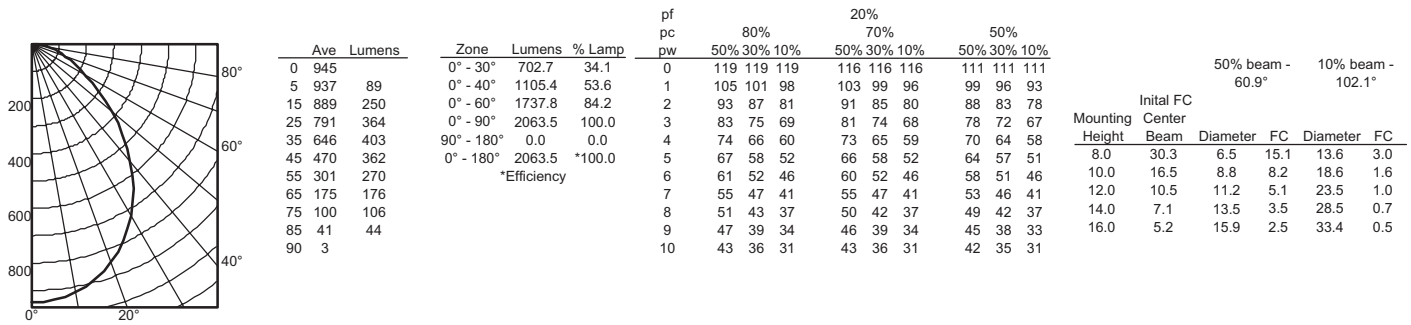 200
400
600
800
0°
20°
40°
60°
80°
Ave Lumens
0 945
5 937 89
15 889 250
25 791 364
35 646 403
45 470 362
55 301 270
65 175 176
75 100 106
85 41 44
90 3
Zone Lumens % Lamp
0° - 30° 702.7 34.1
0° - 40° 1105.4 53.6
0° - 60° 1737.8 84.2
0° - 90° 2063.5 100.0
90° - 180° 0.0 0.0
0° - 180° 2063.5 *100.0
*Efficiency
pf 20%
pc 80% 70% 50%
pw 50% 30% 10% 50% 30% 10% 50% 30% 10%
0 119 119 119 116 116 116 111 111 111
1 105 101 98 103 99 96 99 96 93
2 93 87 81 91 85 80 88 83 78
3 83 75 69 81 74 68 78 72 67
4 74 66 60 73 65 59 70 64 58
5 67 58 52 66 58 52 64 57 51
6 61 52 46 60 52 46 58 51 46
7 55 47 41 55 47 41 53 46 41
8 51 43 37 50 42 37 49 42 37
9 47 39 34 46 39 34 45 38 33
10 43 36 31 43 36 31 42 35 31
50% beam - 10% beam -
60.9° 102.1°
Inital FC
Mounting Center
Height Beam Diameter FC Diameter FC
8.0 30.3 6.5 15.1 13.6 3.0
10.0 16.5 8.8 8.2 18.6 1.6
12.0 10.5 11.2 5.1 23.5 1.0
14.0 7.1 13.5 3.5 28.5 0.7
16.0 5.2 15.9 2.5 33.4 0.5